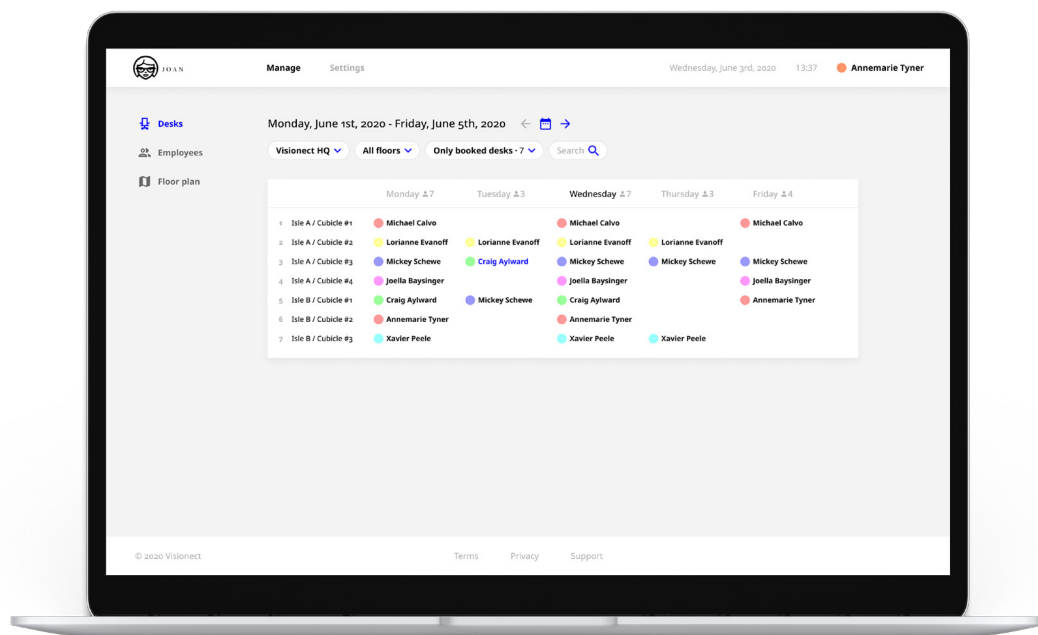 JOAN Manage Settings Wednesday, June 3rd, 2020 13:37 Annemarie Tyner
Desks
Employees
Floor plan
Monday, June 1st, 2020 - Friday, June 5th, 2020
Visionect HQ All floors Only booked desks · 7 Search
Monday 7 Tuesday 3 Wednesday 7 Thursday 3 Friday 4
1 Isle A / Cubicle #1 Michael Calvo Michael Calvo Michael Calvo
2 Isle A / Cubicle #2 Lorianne Evanoff Lorianne Evanoff Lorianne Evanoff Lorianne Evanoff
3 Isle A / Cubicle #3 Mickey Schewe Craig Aylward Mickey Schewe Mickey Schewe Mickey Schewe
4 Isle A / Cubicle #4 Joella Baysinger Joella Baysinger Joella Baysinger
5 Isle B / Cubicle #1 Craig Aylward Mickey Schewe Craig Aylward Annemarie Tyner
6 Isle B / Cubicle #2 Annemarie Tyner Annemarie Tyner
7 Isle B / Cubicle #3 Xavier Peele Xavier Peele Xavier Peele
© 2020 Visionect Terms Privacy Support